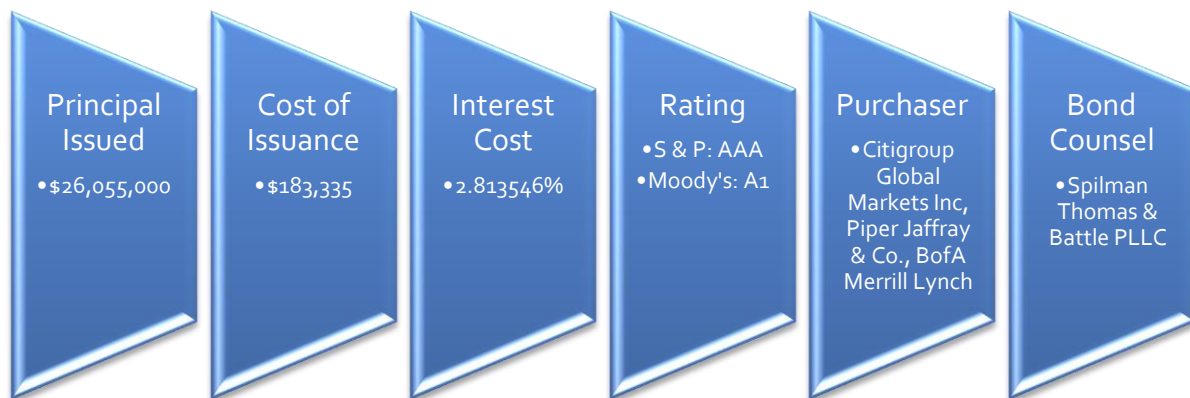 Principal
Issued
•$26,055,000
Cost of
Issuance
•$183,335
Interest
Cost
•2.813546%
Rating
•S & P: AAA
•Moody's: A1
Purchaser
•Citigroup
Global
Markets Inc,
Piper Jaffray
& Co., BofA
Merrill Lynch
Bond
Counsel
•Spilman
Thomas &
Battle PLLC